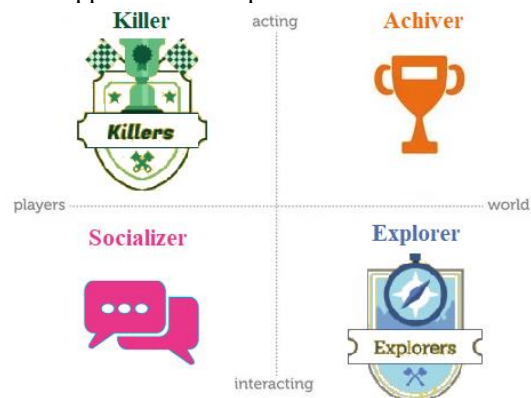 Killer
acting
Achiver
Killers
players
world
Socializer
Explorer
Explorers
interacting